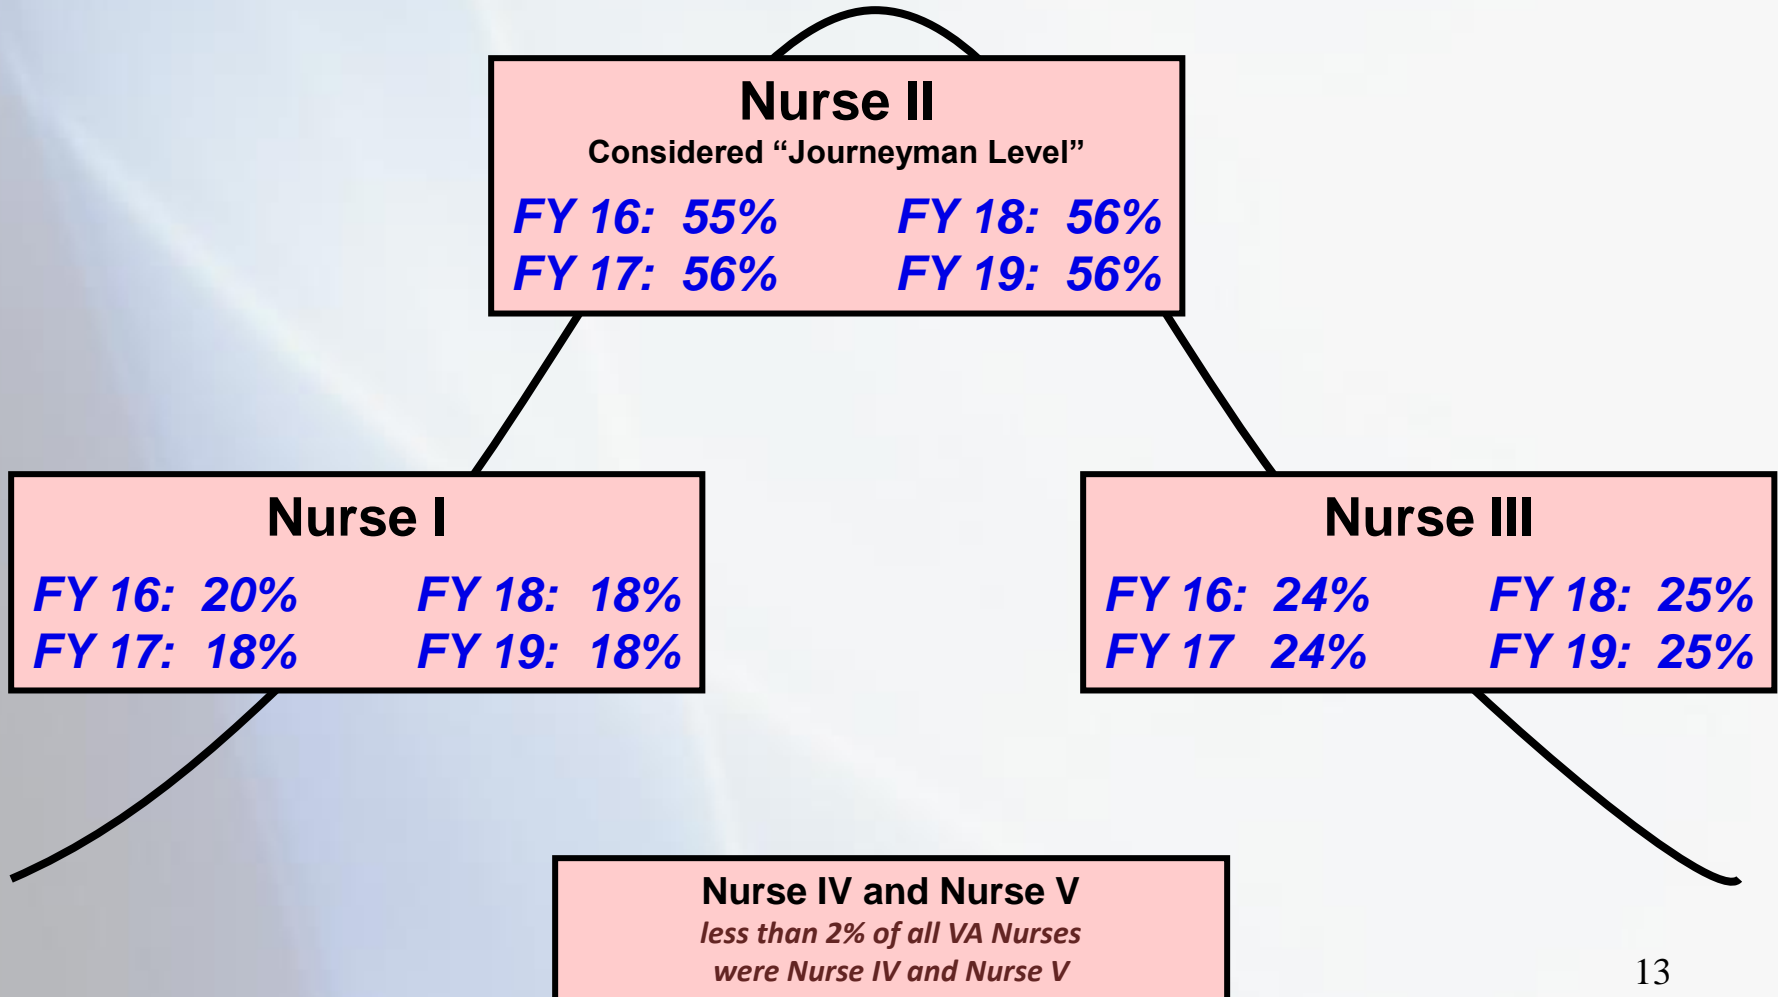 Nurse II
Considered “Journeyman Level”
FY 16: 55% FY 18: 56%
FY 17: 56% FY 19: 56%
Nurse I
FY 16: 20% FY 18: 18%
FY 17: 18% FY 19: 18%
Nurse III
FY 16: 24% FY 18: 25%
FY 17 24% FY 19: 25%
Nurse IV and Nurse V
less than 2% of all VA Nurses
were Nurse IV and Nurse V
13